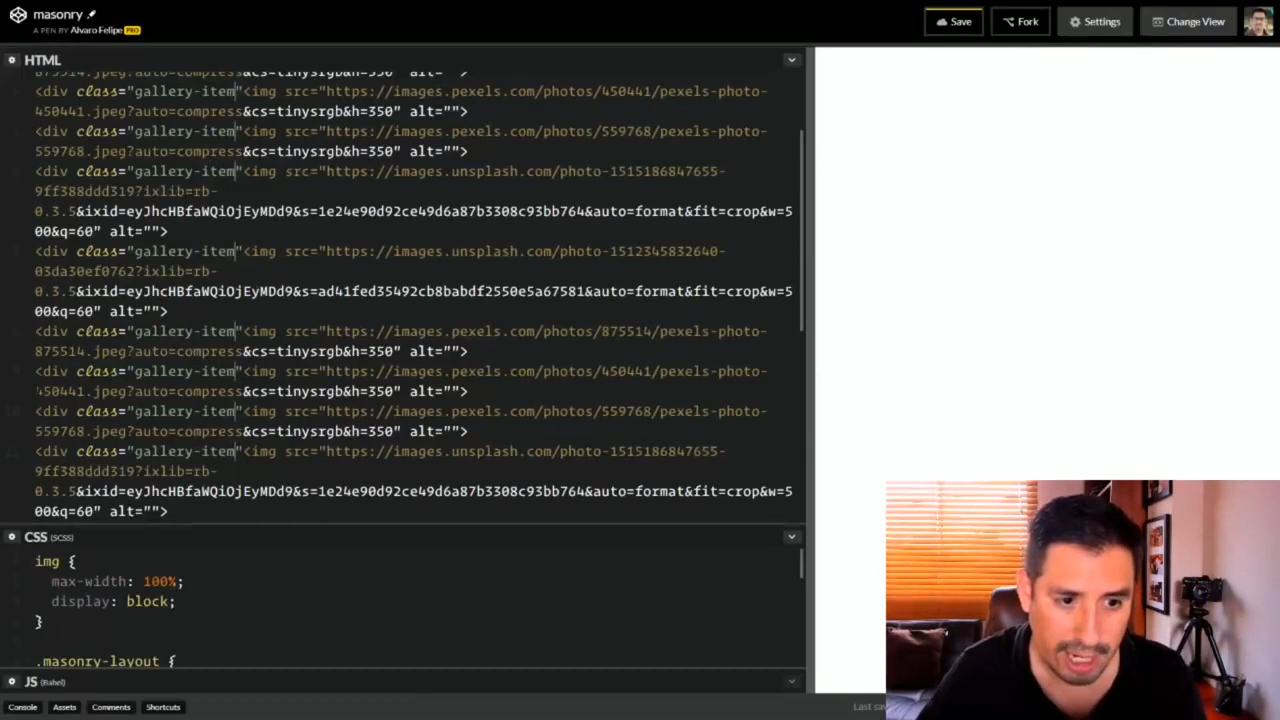 masonry
A PEN BY Alvaro Felipe PRO
Save
Fork
Settings
Change View
HTML
875514.jpeg?auto=compress&cs=tinysrgb&h=350" alt="">
<div class="gallery-item"<img src="https://images.pexels.com/photos/450441/pexels-photo-
450441.jpeg?auto=compress&cs=tinysrgb&h=350" alt="">
<div class="gallery-item"<img src="https://images.pexels.com/photos/559768/pexels-photo-
559768.jpeg?auto=compress&cs=tinysrgb&h=350" alt="">
<div class="gallery-item"<img src="https://images.unsplash.com/photo-1515186847655-
9ff388ddd319?ixlib=rb-
0.3.5&ixid=eyJhcHBfaWQiOjEyMDd9&s=1e24e90d92ce49d6a87b3308c93bb764&auto=format&fit=crop&w=5
00&q=60" alt="">
<div class="gallery-item"<img src="https://images.unsplash.com/photo-1512345832640-
03da30ef0762?ixlib=rb-
0.3.5&ixid=eyJhcHBfaWQiOjEyMDd9&s=ad41fed35492cb8babdf2550e5a67581&auto=format&fit=crop&w=5
00&q=60" alt="">
<div class="gallery-item"<img src="https://images.pexels.com/photos/875514/pexels-photo-
875514.jpeg?auto=compress&cs=tinysrgb&h=350" alt="">
<div class="gallery-item"<img src="https://images.pexels.com/photos/450441/pexels-photo-
450441.jpeg?auto=compress&cs=tinysrgb&h=350" alt="">
<div class="gallery-item"<img src="https://images.pexels.com/photos/559768/pexels-photo-
559768.jpeg?auto=compress&cs=tinysrgb&h=350" alt="">
<div class="gallery-item"<img src="https://images.unsplash.com/photo-1515186847655-
9ff388ddd319?ixlib=rb-
0.3.5&ixid=eyJhcHBfaWQiOjEyMDd9&s=1e24e90d92ce49d6a87b3308c93bb764&auto=format&fit=crop&w=5
00&q=60" alt="">
CSS (SCSS)
img {
max-width: 100%;
display: block;
}
.masonry-layout {
JS (Babel)
Console
Assets
Comments
Shortcuts
Last